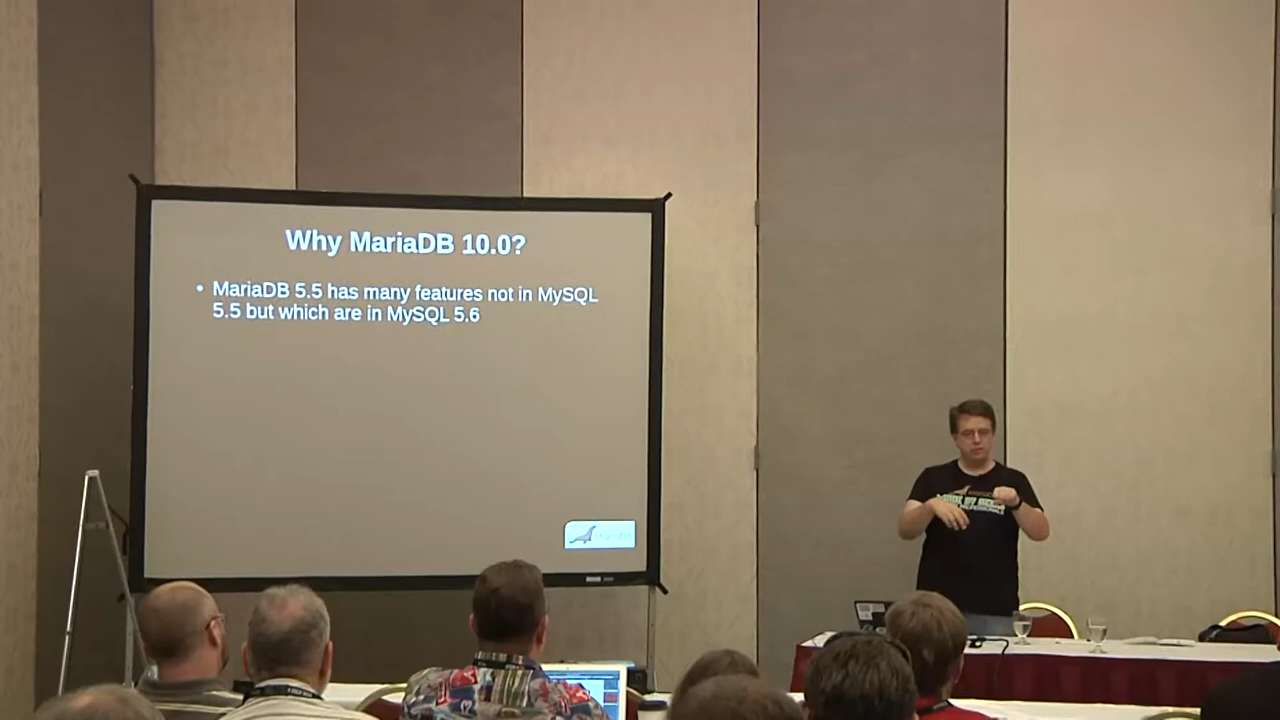 Why MariaDB 10.0?
• MariaDB 5.5 has many features not in MySQL
5.5 but which are in MySQL 5.6
MariaDB